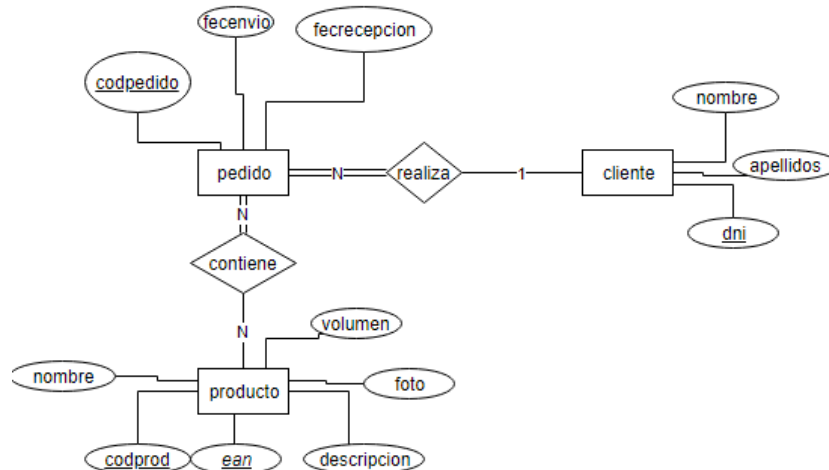 fecenvio
fecrecepcion
codpedido
nombre
pedido
N
realiza
1
cliente
apellidos
N
dni
contiene
N
volumen
nombre
producto
foto
codprod
ean
descripcion